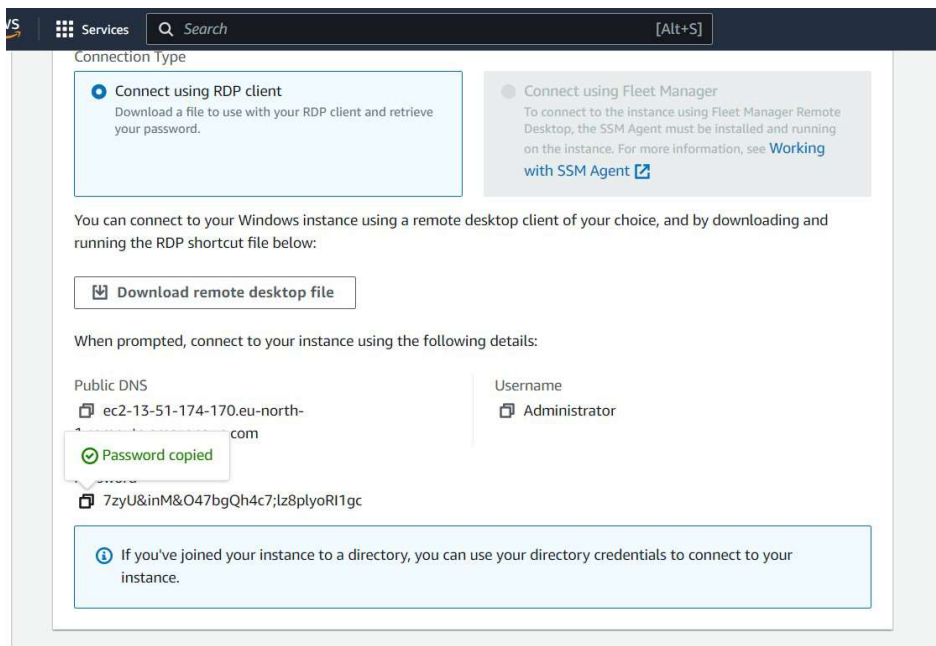 WS
Services
Search
[Alt+S]
Connection Type
Connect using RDP client
Download a file to use with your RDP client and retrieve
your password.
Connect using Fleet Manager
To connect to the instance using Fleet Manager Remote
Desktop, the SSM Agent must be installed and running
on the instance. For more information, see Working
with SSM Agent
You can connect to your Windows instance using a remote desktop client of your choice, and by downloading and
running the RDP shortcut file below:
Download remote desktop file
When prompted, connect to your instance using the following details:
Public DNS
ec2-13-51-174-170.eu-north-
com
Username
Administrator
Password copied
7zyU&inM&O47bgQh4c7;lz8plyoRI1gc
If you've joined your instance to a directory, you can use your directory credentials to connect to your
instance.